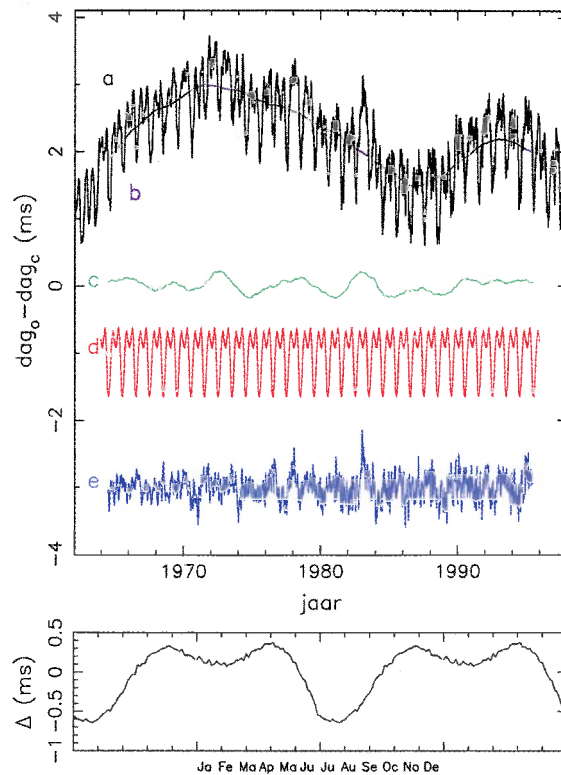 4
a
2
b
dag_o-dag_c (ms)
0
c
d
-2
e
-4
1970 1980 1990
jaar
0.5
0
-0.5
-1
Δ (ms)
Ja Fe Ma Ap Ma Ju Ju Au Se Oc No De